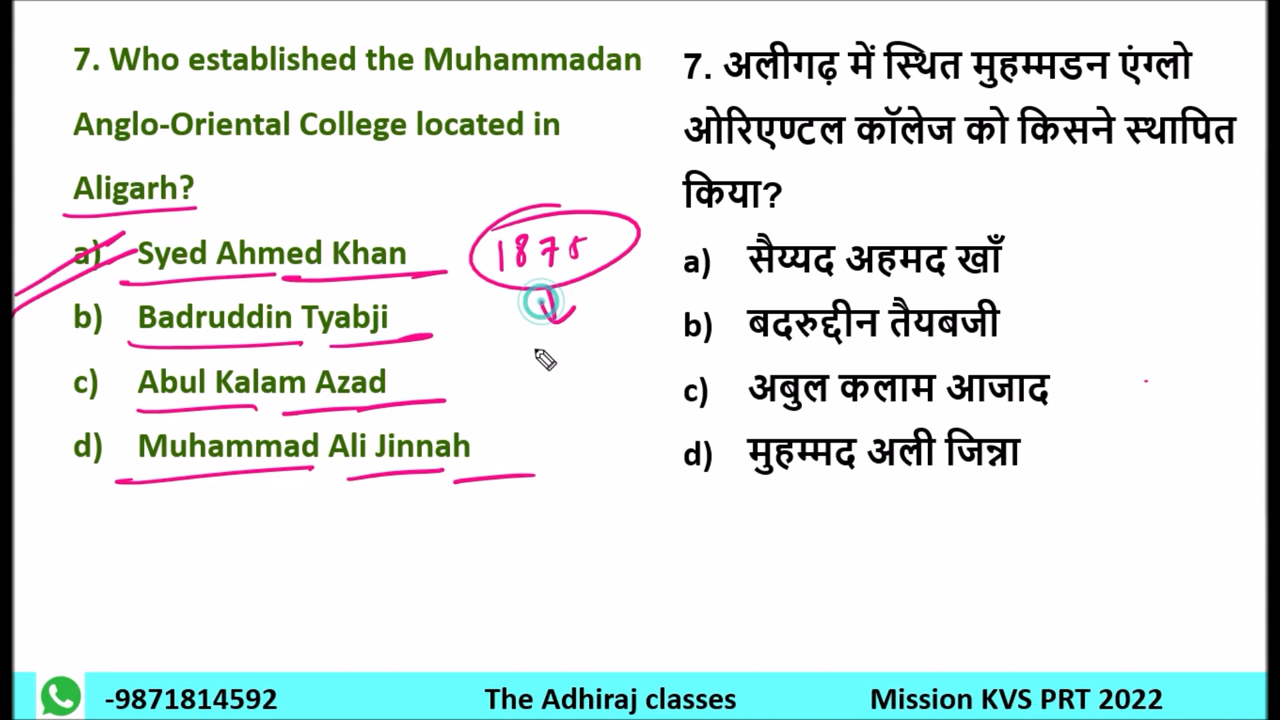 7. Who established the Muhammadan
Anglo-Oriental College located in
Aligarh?
a) Syed Ahmed Khan
1875
b) Badruddin Tyabji
c) Abul Kalam Azad
d) Muhammad Ali Jinnah
7. अलीगढ़ में स्थित मुहम्मडन एंग्लो
ओरिएण्टल कॉलेज को किसने स्थापित
किया?
a) सैय्यद अहमद खाँ
b) बदरुद्दीन तैयबजी
c) अबुल कलाम आजाद
d) मुहम्मद अली जिन्ना
-9871814592 The Adhiraj classes Mission KVS PRT 2022